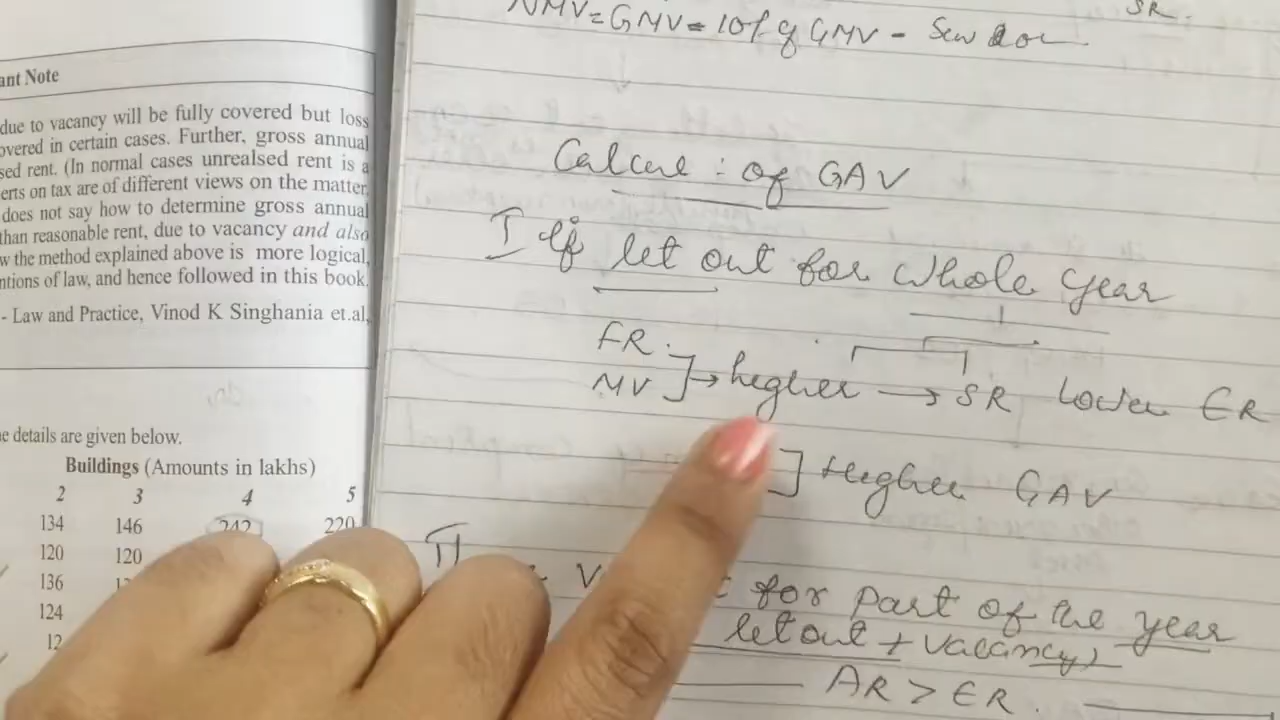 ant Note
due to vacancy will be fully covered but loss
overed in certain cases. Further, gross annual
sed rent. (In normal cases unrealsed rent is a
erts on tax are of different views on the matter,
does not say how to determine gross annual
than reasonable rent, due to vacancy and also
w the method explained above is more logical,
ntions of law, and hence followed in this book.
- Law and Practice, Vinod K Singhania et.al,
e details are given below.
Buildings (Amounts in lakhs)
2 3 4 5
134 146 242 220
120 120
136
124
12
SR.
NMV = GMV = 10% of GMV -
Calcul : of GAV
I If let out for whole year
FR.
MV ] → higher → SR lower ER
] Higher GAV
II V for part of the year
let out + vacancy)
AR > ER.